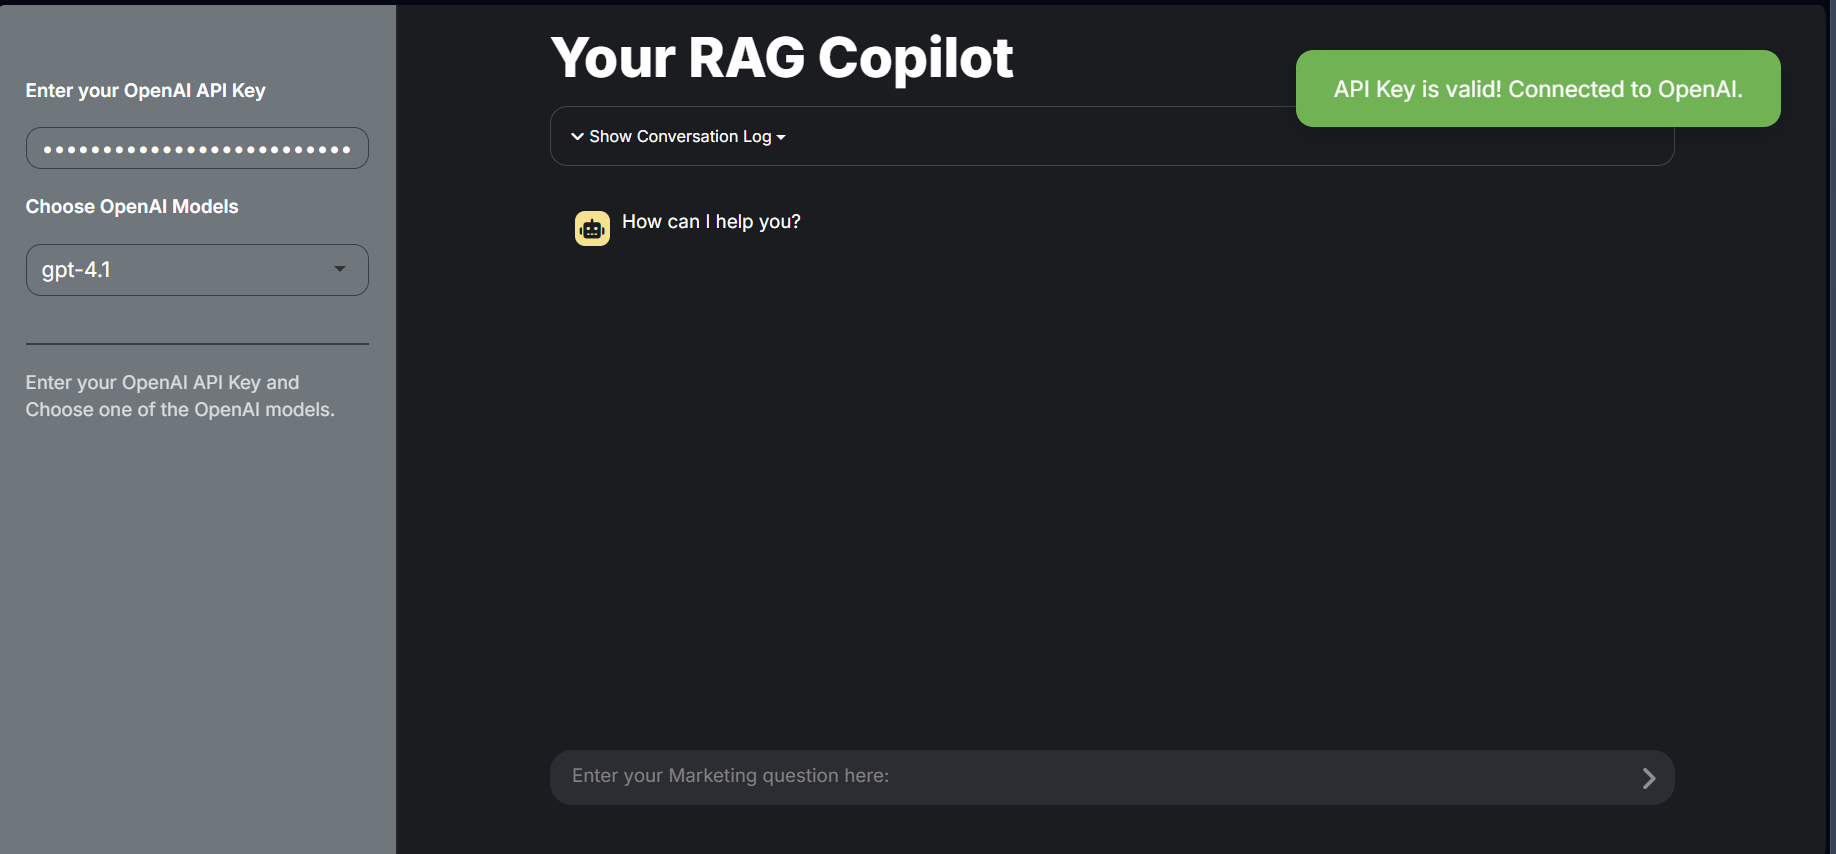 Enter your OpenAI API Key
Choose OpenAI Models
gpt-4.1
Enter your OpenAI API Key and
Choose one of the OpenAI models.
Your RAG Copilot
API Key is valid! Connected to OpenAI.
Show Conversation Log
How can I help you?
Enter your Marketing question here: